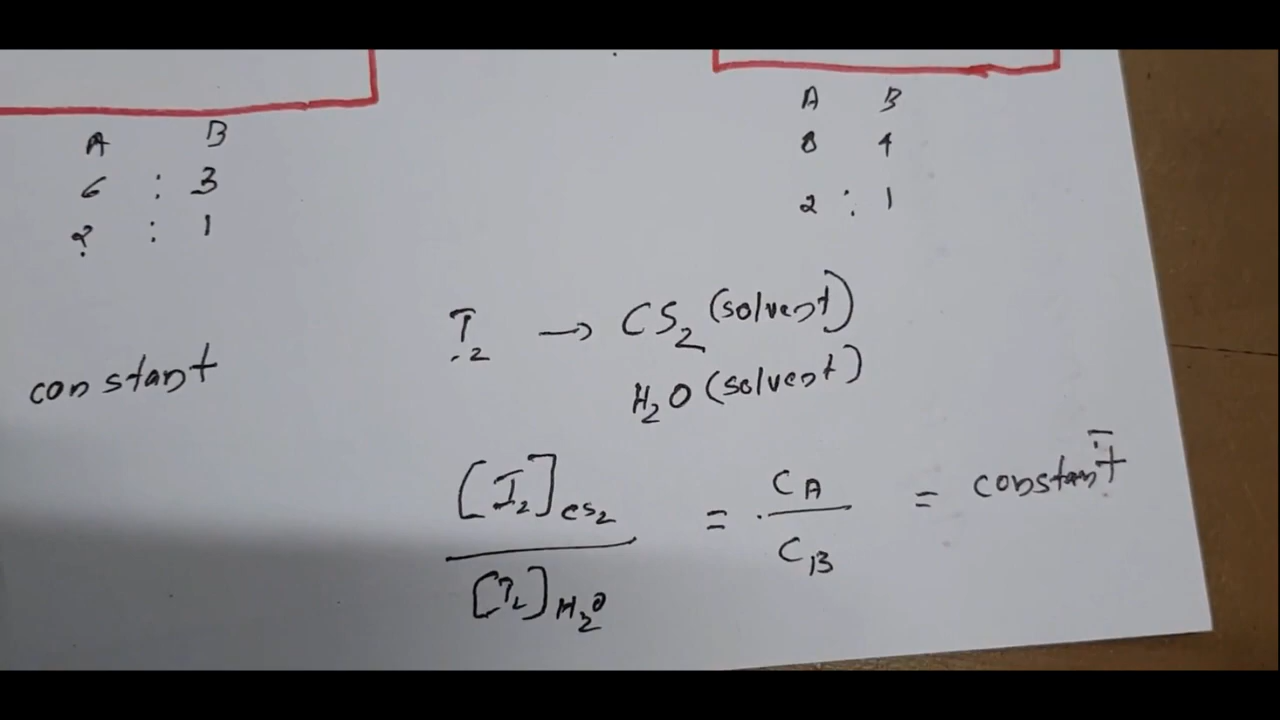 A B
6 : 3
2 : 1
A B
8 4
2 : 1
I2 → CS2 (solvent)
H2O (solvent)
constant
[I2]CS2 / [I2]H2O = CA / CB = constant